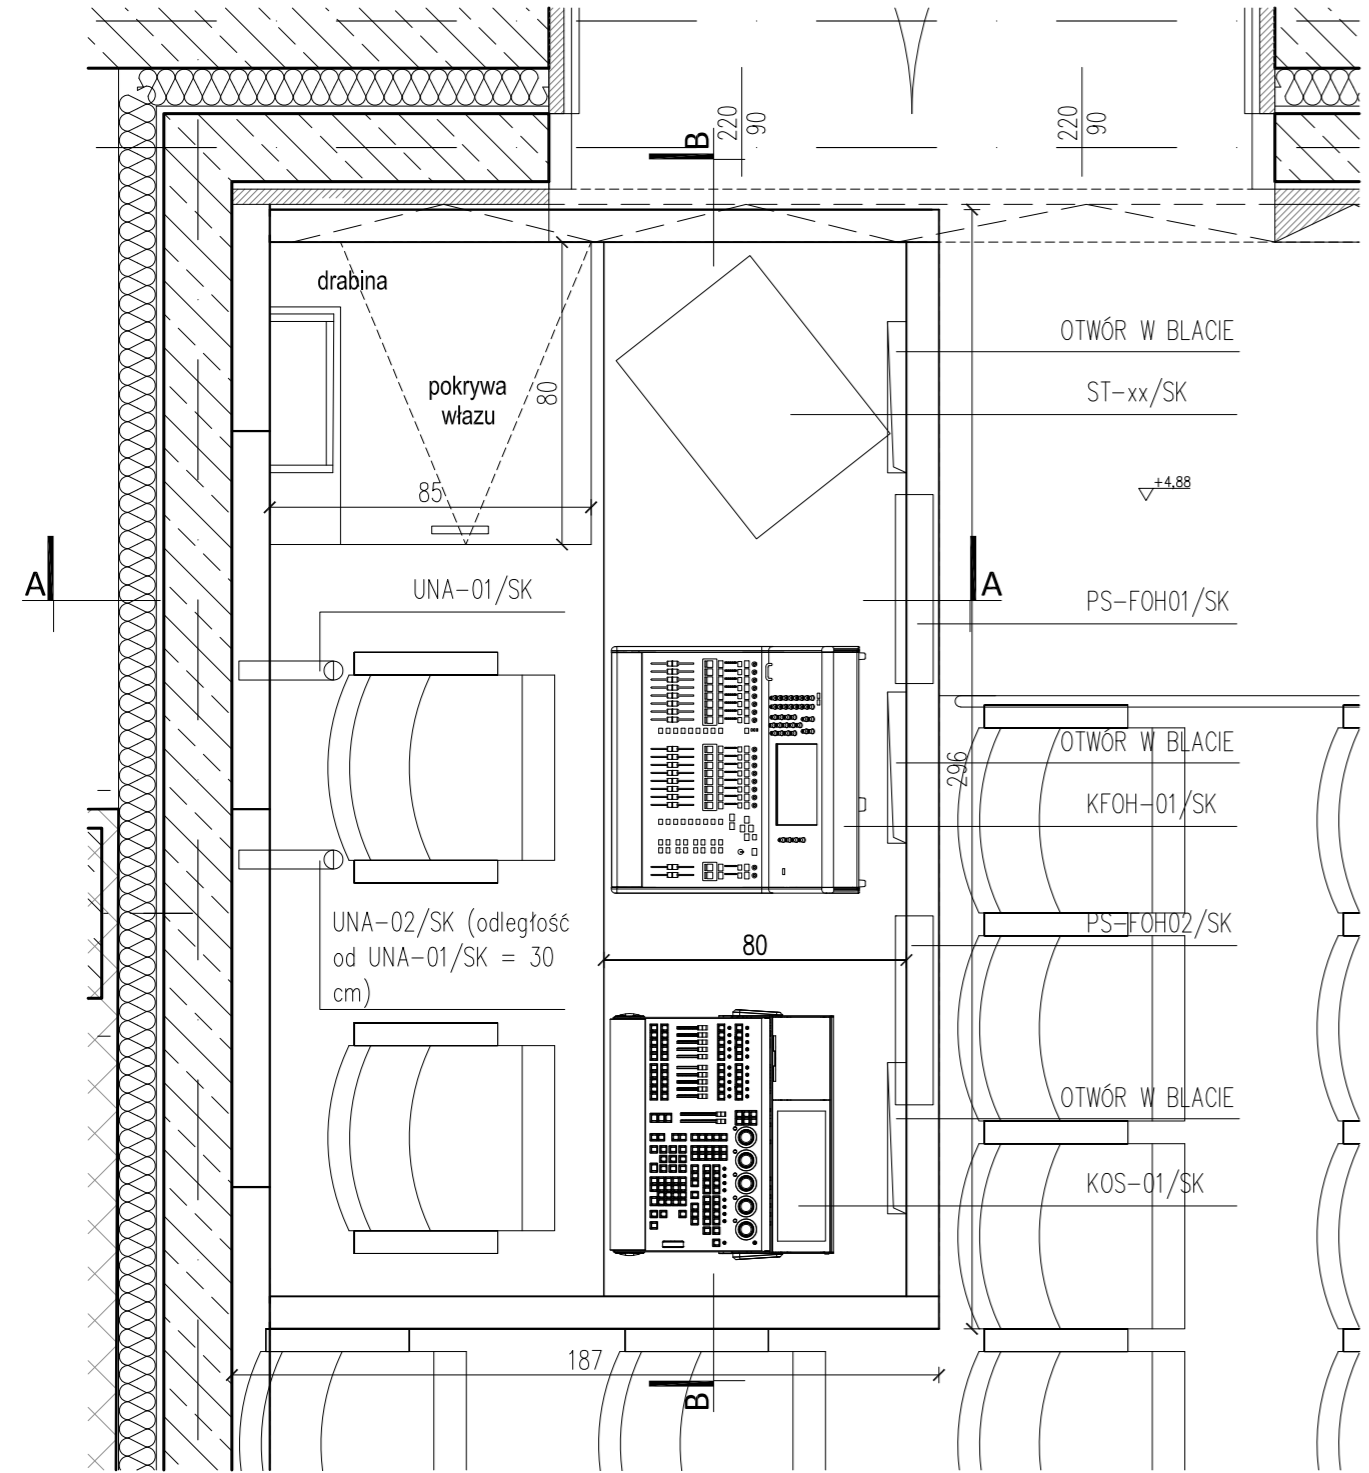 220
90
220
90
B
drabina
pokrywa
włazu
80
85
OTWÓR W BLACIE
ST-xx/SK
+4,88
A
A
UNA-01/SK
PS-FOH01/SK
OTWÓR W BLACIE
296
KFOH-01/SK
UNA-02/SK (odległość
od UNA-01/SK = 30
cm)
PS-FOH02/SK
80
OTWÓR W BLACIE
KOS-01/SK
187
B